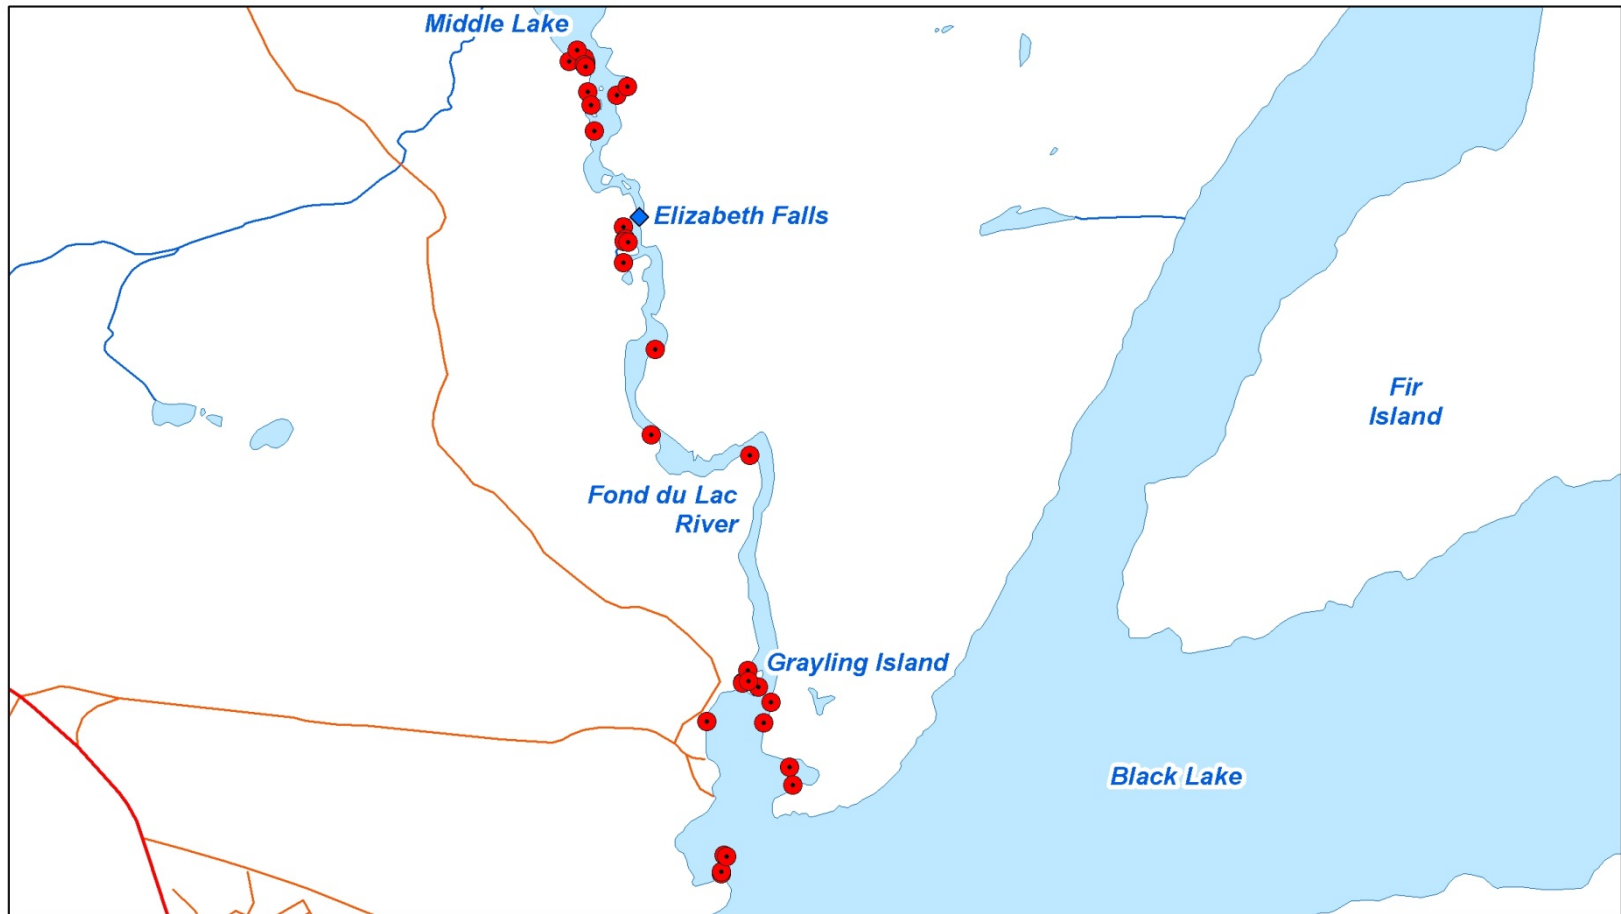 Middle Lake
Elizabeth Falls
Fir
Island
Fond du Lac
River
Grayling Island
Black Lake